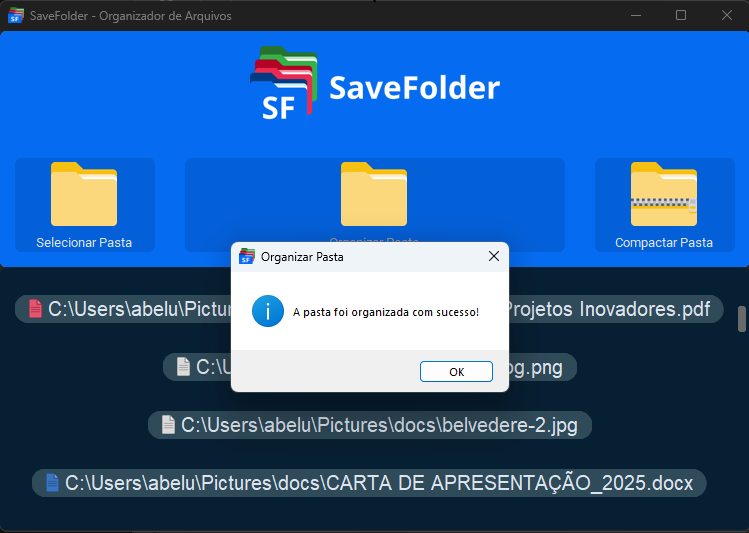 SaveFolder - Organizador de Arquivos
SF
SaveFolder
Selecionar Pasta
Organizar Pasta
Compactar Pasta
Organizar Pasta
A pasta foi organizada com sucesso!
OK
C:\Users\abelu\Pictur
Projetos Inovadores.pdf
C:\U
og.png
C:\Users\abelu\Pictures\docs\belvedere-2.jpg
C:\Users\abelu\Pictures\docs\CARTA DE APRESENTAÇÃO_2025.docx